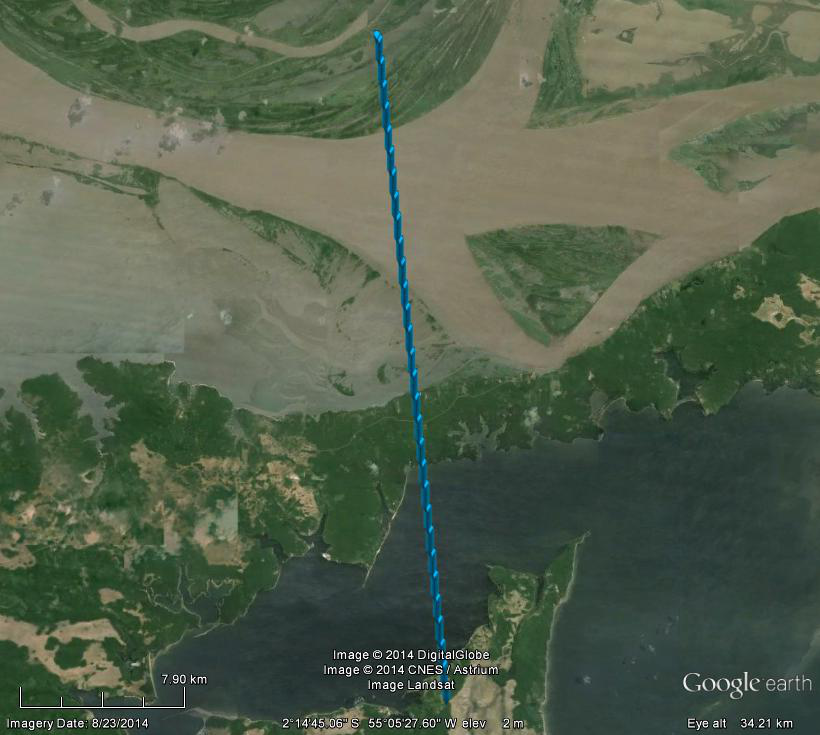 Image © 2014 DigitalGlobe
Image © 2014 CNES / Astrium
Image Landsat
7.90 km
Google earth
Imagery Date: 8/23/2014 2°14'45.06" S 55°05'27.60" W elev 2 m Eye alt 34.21 km